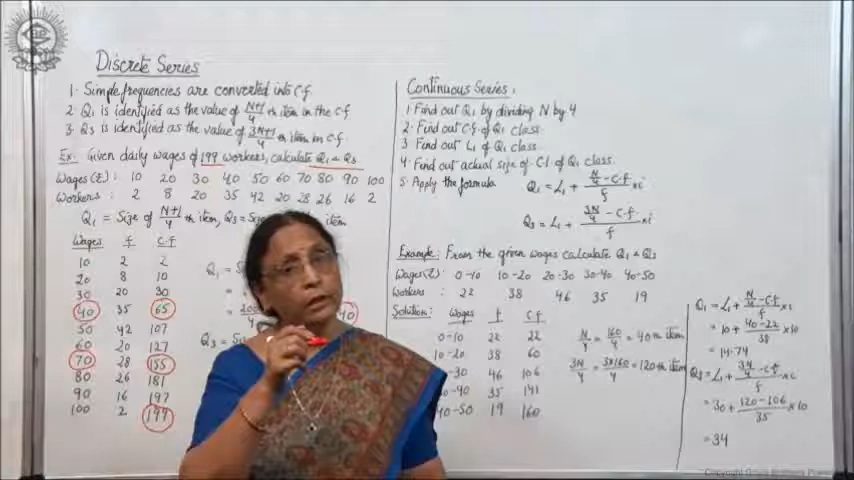 Discrete Series
1. Simple frequencies are converted into C.f.
2. Q1 is identified as the value of N+1/4 th item in the c.f
3. Q3 is identified as the value of 3N+1/4 th item in c.f
Ex: Given daily wages of 199 workers, calculate Q1 & Q3
Wages(₤): 10 20 30 40 50 60 70 80 90 100
Workers: 2 8 20 35 42 20 28 26 16 2
Q1 = Size of N+1/4 th item, Q3 = item
Wages f C.f
10 2 2
20 8 10
30 20 30
40 35 65
50 42 107
60 20 127
70 28 155
80 26 181
90 16 197
100 2 199
Q1 =
=
= 40
Q3 =
Continuous Series:
1 Find out Q1 by dividing N by 4
2. Find out C.f of Q1 class
3 Find out L1 of Q1 class.
4. Find out actual size of C.I. of Q1 class.
5. Apply the formula Q1 = L1 + N/4 - C.f/f × i
Q3 = L1 + 3N/4 - C.f/f × i
Example: From the given wages calculate Q1 & Q3
Wages(₤) 0-10 10-20 20-30 30-40 40-50
Workers: 22 38 46 35 19
Solution: Wages f C.f
0-10 22 22
10-20 38 60
-30 46 106
-40 35 141
40-50 19 160
N/4 = 160/4 = 40th item
3N/4 = 3×160/4 = 120th item
Q1 = L1 + N/4 - C.f/f × i
= 10 + 40-22/38 × 10
= 14.74
Q3 = L1 + 3N/4 - C.f/f × i
= 30 + 120-106/35 × 10
= 34